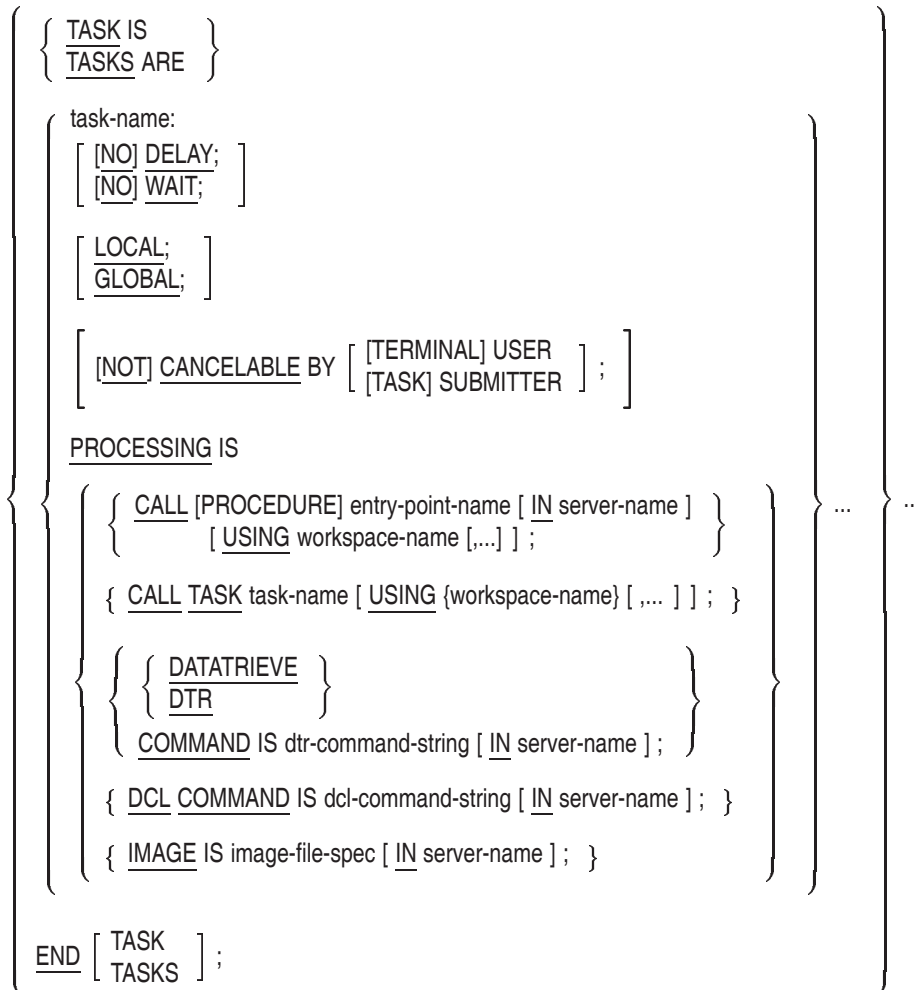 TASK IS
TASKS ARE
task-name:
[NO] DELAY;
[NO] WAIT;
LOCAL;
GLOBAL;
[NOT] CANCELABLE BY [ [TERMINAL] USER
[TASK] SUBMITTER ] ;
PROCESSING IS
{ CALL [PROCEDURE] entry-point-name [ IN server-name ]
[ USING workspace-name [,...] ] ; }
...
..
{ CALL TASK task-name [ USING {workspace-name} [ ,... ] ] ; }
DATATRIEVE
DTR
COMMAND IS dtr-command-string [ IN server-name ] ;
{ DCL COMMAND IS dcl-command-string [ IN server-name ] ; }
{ IMAGE IS image-file-spec [ IN server-name ] ; }
END [ TASK
TASKS ] ;